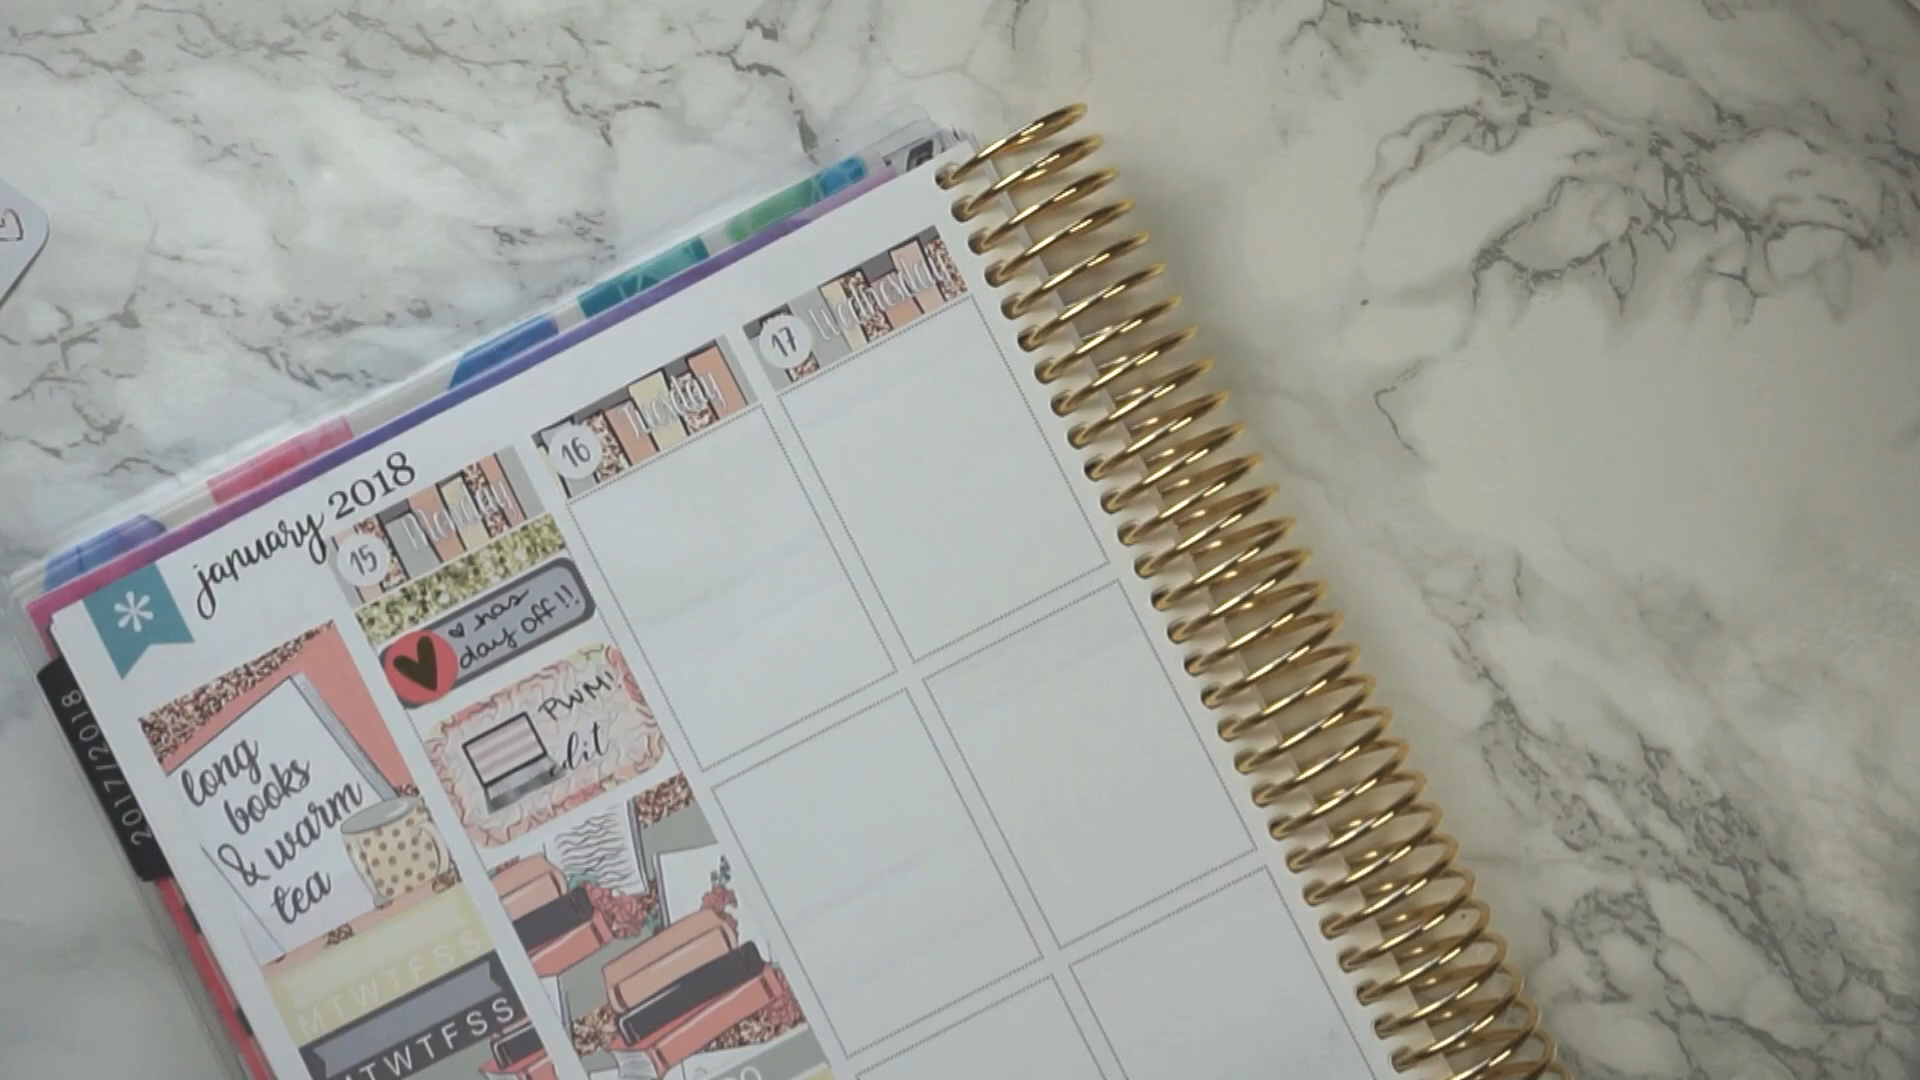 january 2018
15 Monday
16 Tuesday
17 Wednesday
has
day off!!
PWM!
edit
long
books
& warm
tea
MTWTFSS
MTWTFSS
2017/2018